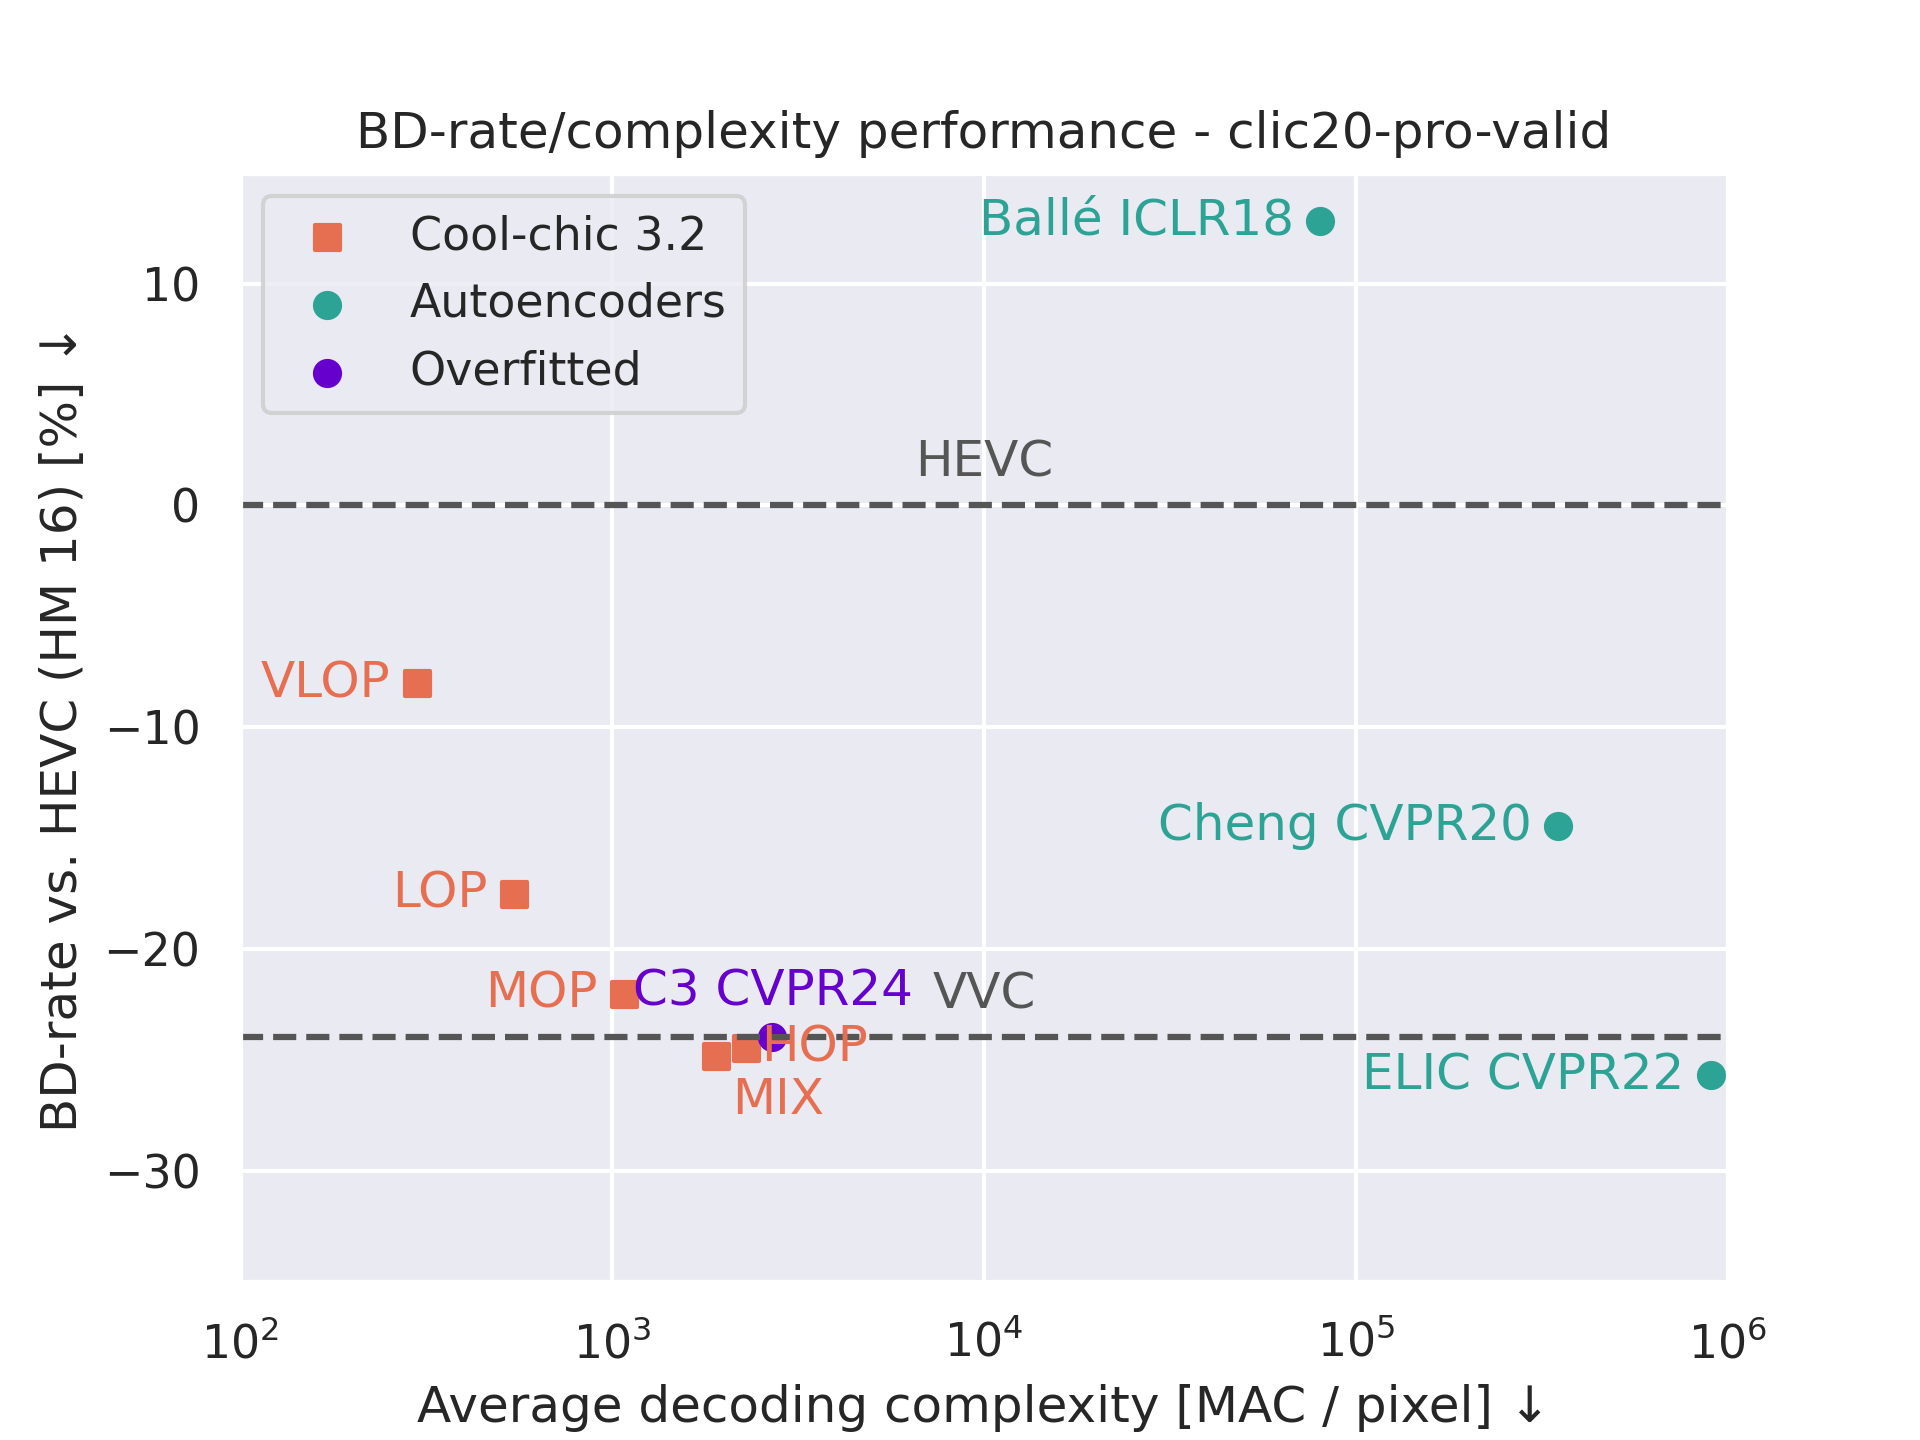 BD-rate/complexity performance - clic20-pro-valid
Cool-chic 3.2
Autoencoders
Overfitted
Ballé ICLR18
HEVC
VLOP
Cheng CVPR20
LOP
MOP
C3 CVPR24
VVC
HOP
MIX
ELIC CVPR22
10
0
−10
−20
−30
BD-rate vs. HEVC (HM 16) [%] ↓
10² 10³ 10⁴ 10⁵ 10⁶
Average decoding complexity [MAC / pixel] ↓